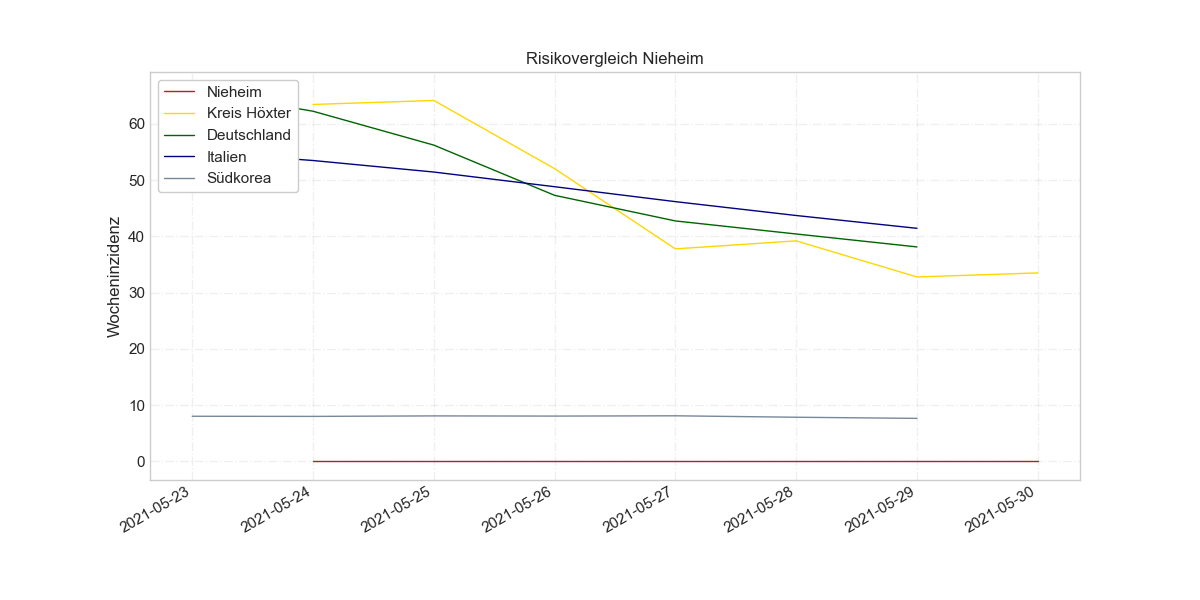 Risikovergleich Nieheim
Nieheim
Kreis Höxter
Deutschland
Italien
Südkorea
Wocheninzidenz
60
50
40
30
20
10
0
2021-05-23
2021-05-24
2021-05-25
2021-05-26
2021-05-27
2021-05-28
2021-05-29
2021-05-30